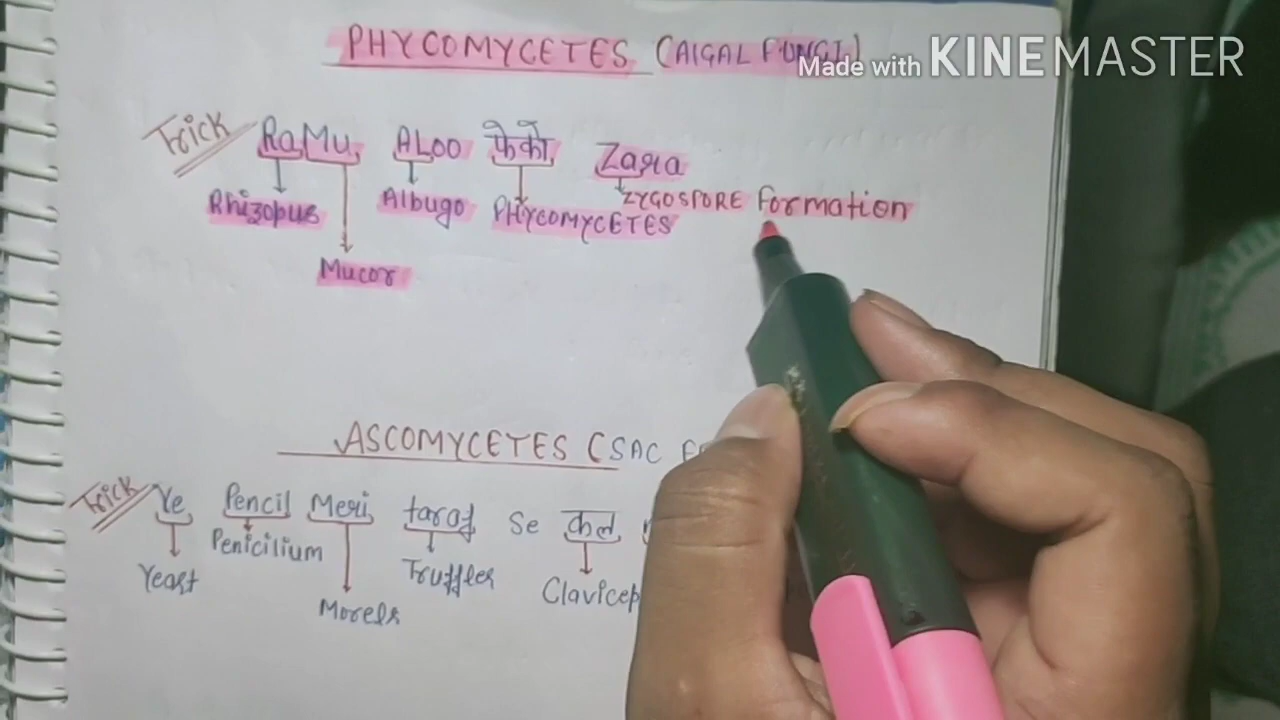 PHYCOMYCETES (AlGAL FUNGI)
Made with KINEMASTER
Trick RaMu ALOO फेको Zara
Rhizopus Albugo PHYCOMYCETES ZYGOSPORE formation
Mucor
ASCOMYCETES (SAC
Trick Ye Pencil Meri taraf Se कल
Yeast Penicilium Morels Truffles